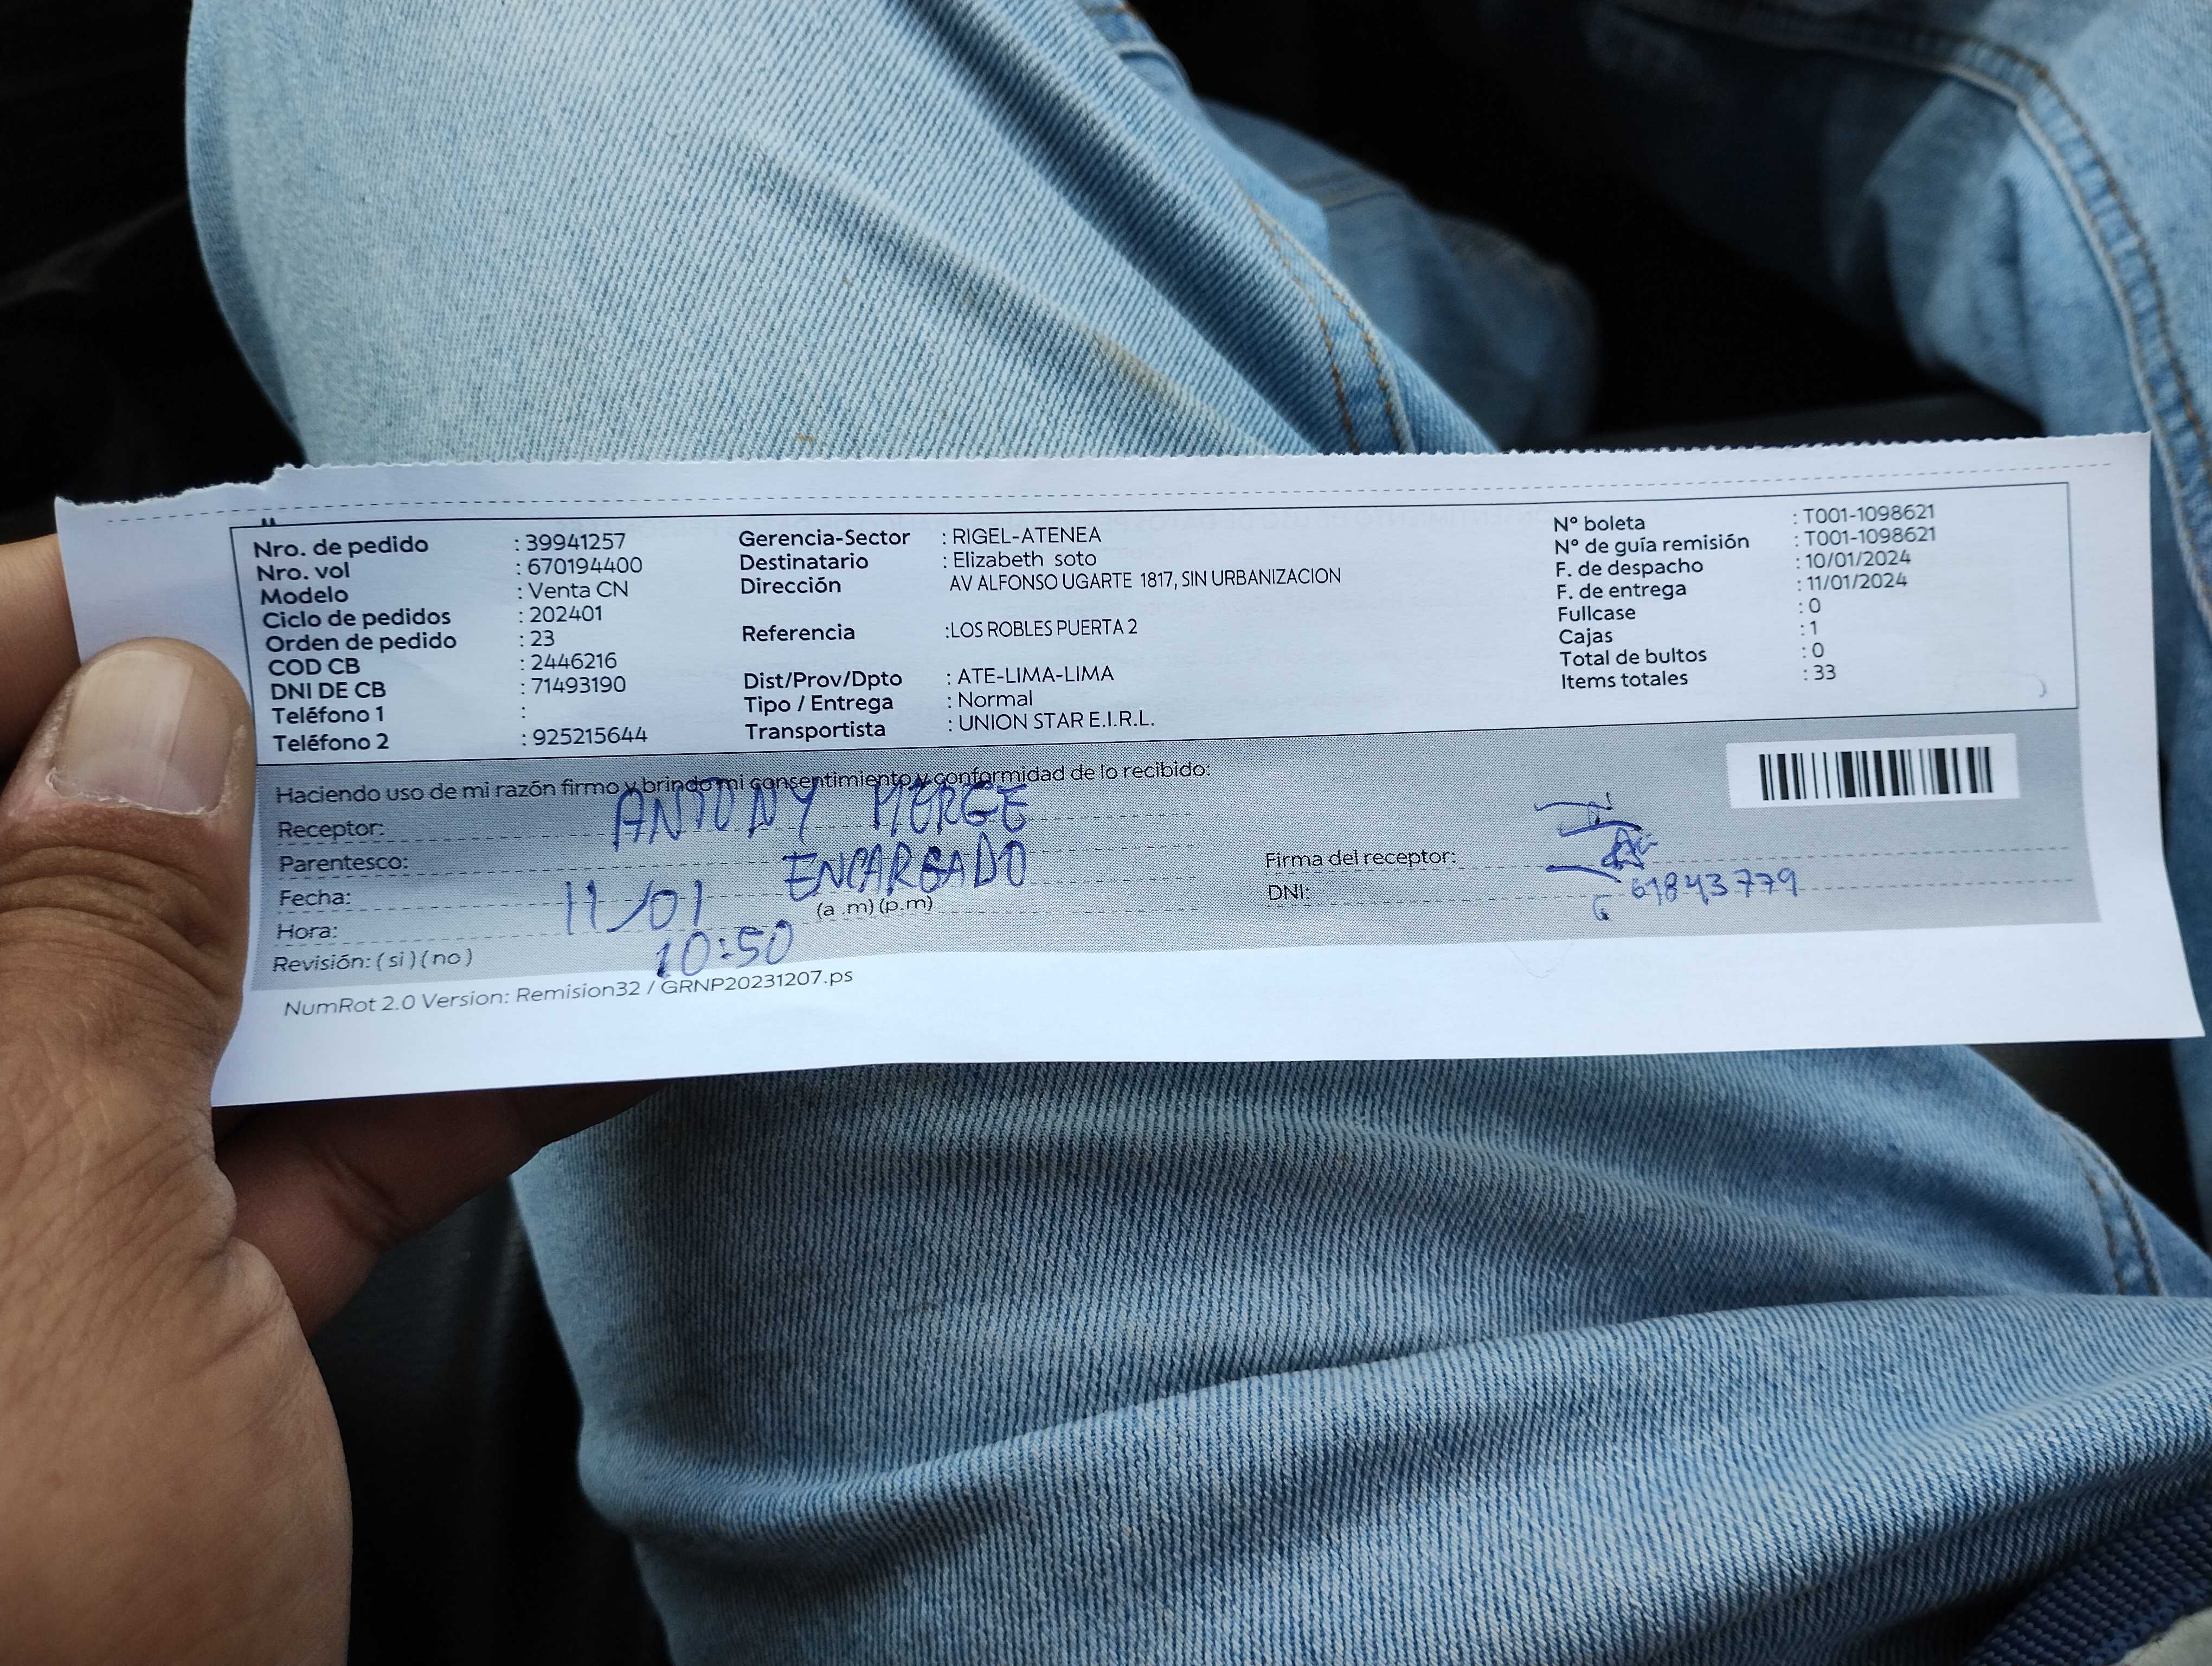 Nro. de pedido : 39941257
Nro. vol : 670194400
Modelo : Venta CN
Ciclo de pedidos : 202401
Orden de pedido : 23
COD CB : 2446216
DNI DE CB : 71493190
Teléfono 1 :
Teléfono 2 : 925215644
Gerencia-Sector : RIGEL-ATENEA
Destinatario : Elizabeth soto
Dirección AV ALFONSO UGARTE 1817, SIN URBANIZACION
Referencia :LOS ROBLES PUERTA 2
Dist/Prov/Dpto : ATE-LIMA-LIMA
Tipo / Entrega : Normal
Transportista : UNION STAR E.I.R.L.
N° boleta : T001-1098621
N° de guía remisión : T001-1098621
F. de despacho : 10/01/2024
F. de entrega : 11/01/2024
Fullcase : 0
Cajas : 1
Total de bultos : 0
Items totales : 33
Haciendo uso de mi razón firmo y brindo mi consentimiento y conformidad de lo recibido:
Receptor: ANTONY
Parentesco: ENCARGADO
Fecha: 11/01
Hora: 10:50 (a .m) (p.m)
Revisión: ( si ) ( no )
Firma del receptor:
DNI:
NumRot 2.0 Version: Remision32 / GRNP20231207.ps